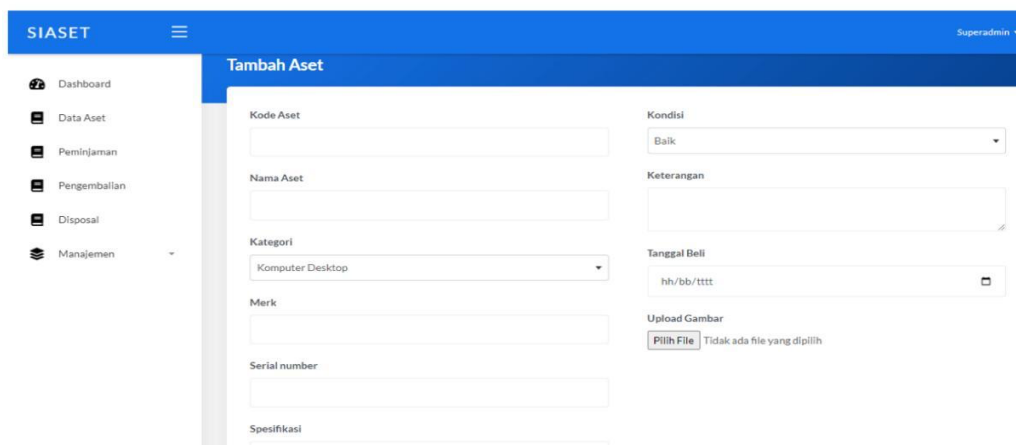 SIASET
Superadmin
Tambah Aset
Dashboard
Data Aset
Peminjaman
Pengembalian
Disposal
Manajemen
Kode Aset
Nama Aset
Kategori
Komputer Desktop
Merk
Serial number
Spesifikasi
Kondisi
Baik
Keterangan
Tanggal Beli
hh/bb/tttt
Upload Gambar
Pilih File Tidak ada file yang dipilih